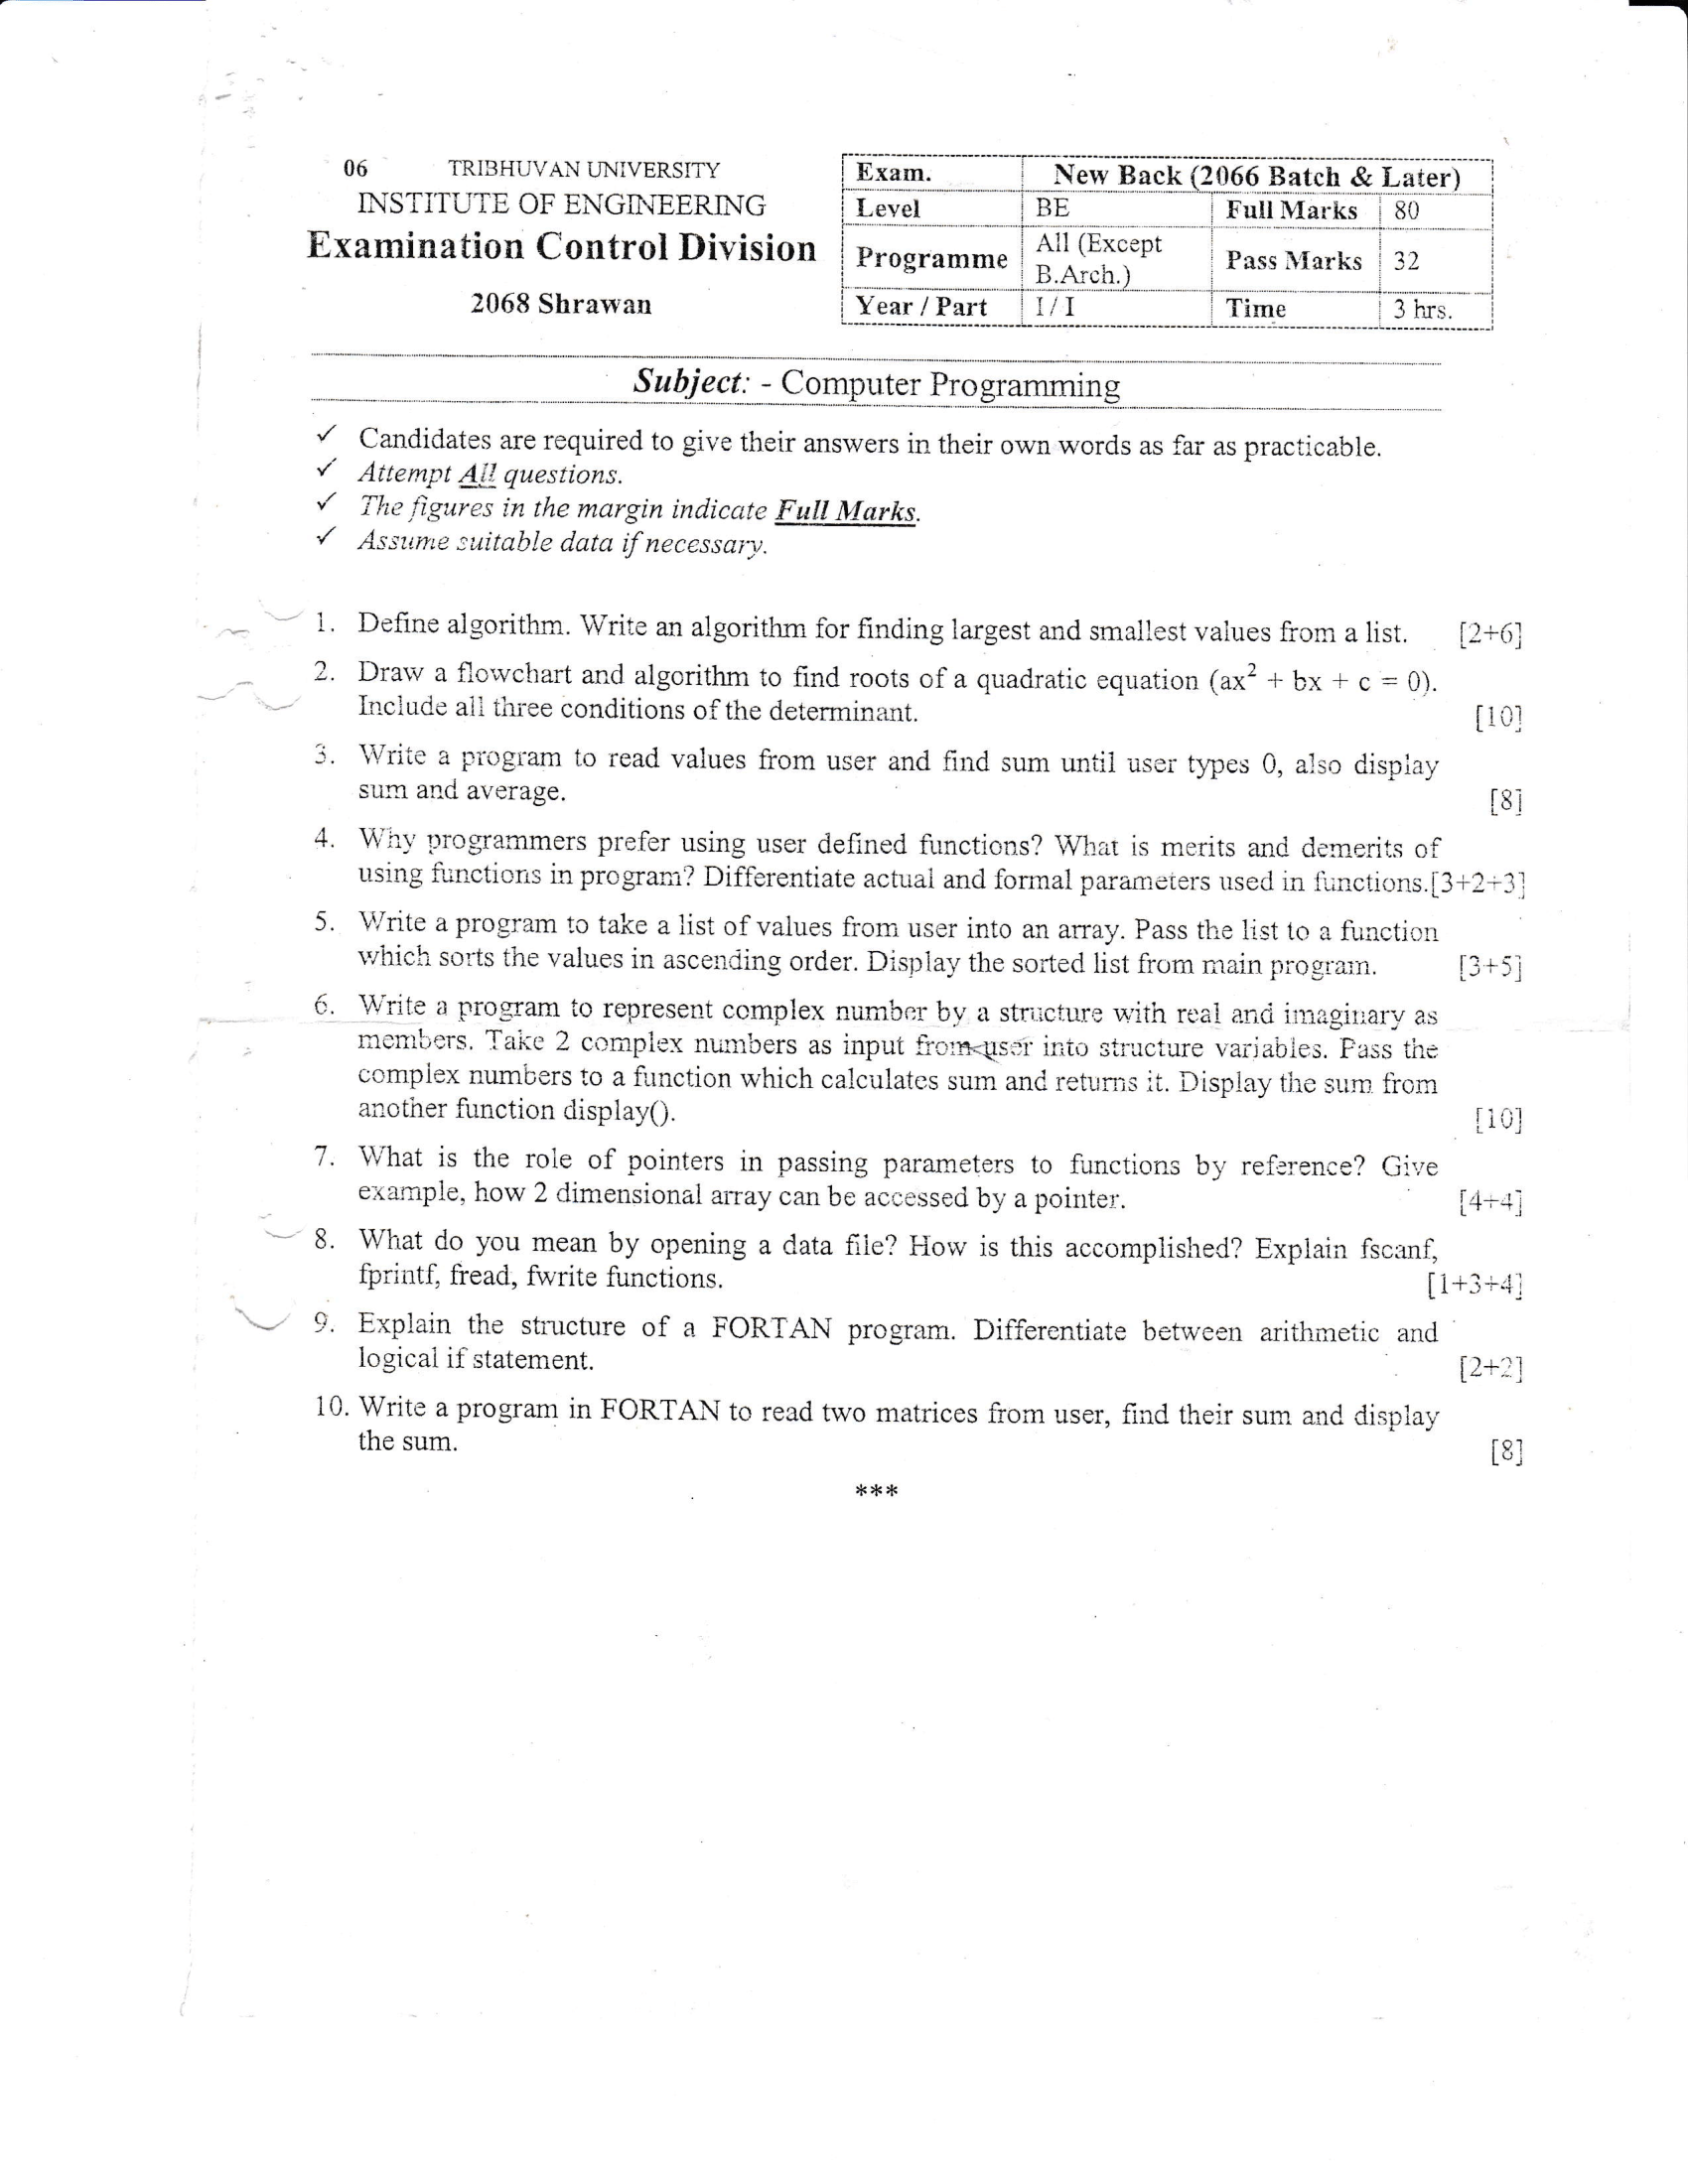 06 TRIBHUVAN UNIVERSITY
INSTITUTE OF ENGINEERING
Examination Control Division
2068 Shrawan
Exam. New Back (2066 Batch & Later)
Level BE Full Marks 80
Programme All (Except B.Arch.) Pass Marks 32
Year / Part I / I Time 3 hrs.
Subject: - Computer Programming
✓ Candidates are required to give their answers in their own words as far as practicable.
✓ Attempt All questions.
✓ The figures in the margin indicate Full Marks.
✓ Assume suitable data if necessary.
1. Define algorithm. Write an algorithm for finding largest and smallest values from a list. [2+6]
2. Draw a flowchart and algorithm to find roots of a quadratic equation (ax² + bx + c = 0).
Include all three conditions of the determinant. [10]
3. Write a program to read values from user and find sum until user types 0, also display
sum and average. [8]
4. Why programmers prefer using user defined functions? What is merits and demerits of
using functions in program? Differentiate actual and formal parameters used in functions.[3+2+3]
5. Write a program to take a list of values from user into an array. Pass the list to a function
which sorts the values in ascending order. Display the sorted list from main program. [3+5]
6. Write a program to represent complex number by a structure with real and imaginary as
members. Take 2 complex numbers as input from user into structure variables. Pass the
complex numbers to a function which calculates sum and returns it. Display the sum from
another function display(). [10]
7. What is the role of pointers in passing parameters to functions by reference? Give
example, how 2 dimensional array can be accessed by a pointer. [4+4]
8. What do you mean by opening a data file? How is this accomplished? Explain fscanf,
fprintf, fread, fwrite functions. [1+3+4]
9. Explain the structure of a FORTAN program. Differentiate between arithmetic and
logical if statement. [2+2]
10. Write a program in FORTAN to read two matrices from user, find their sum and display
the sum. [8]
***